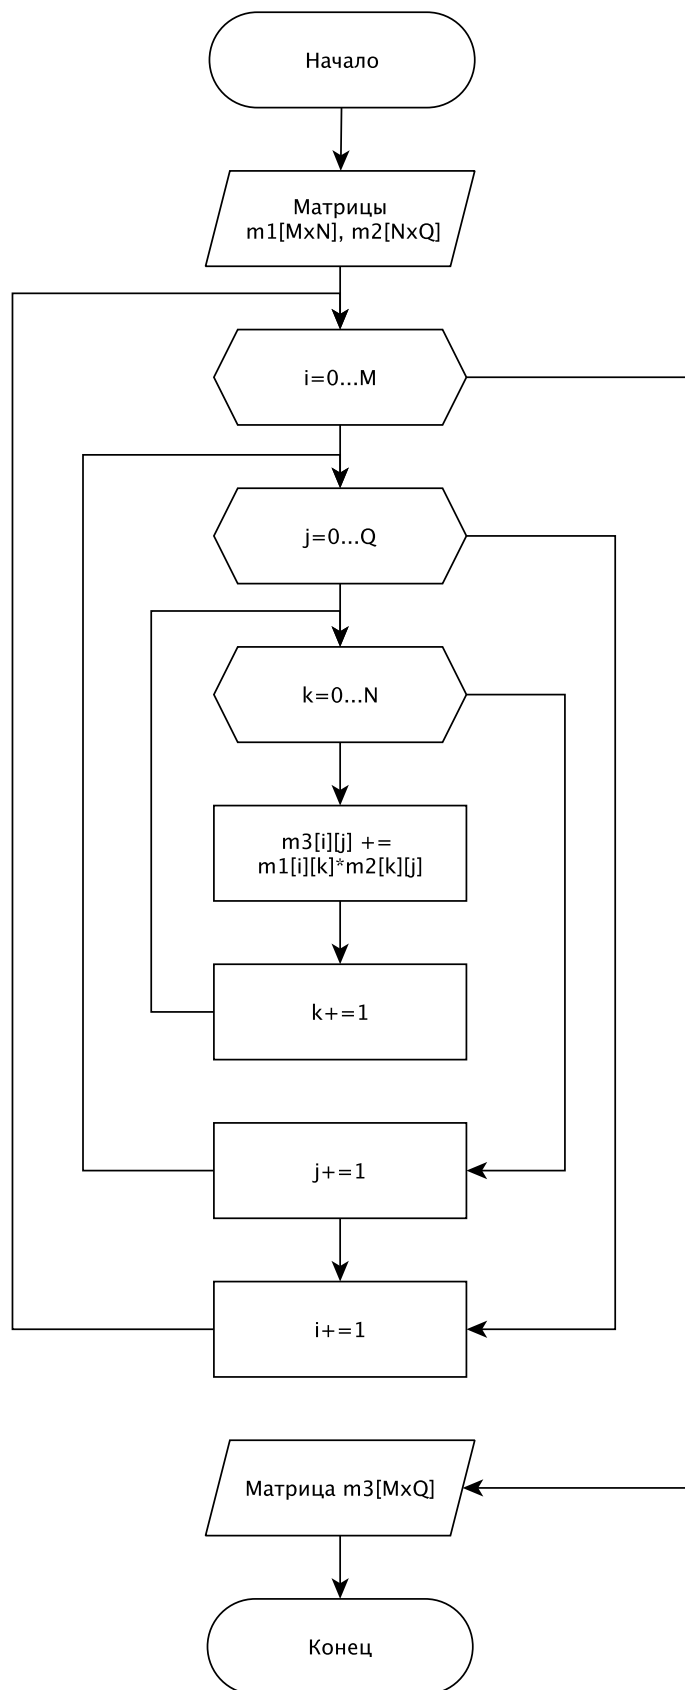 Начало
Матрицы
m1[MxN], m2[NxQ]
i=0...M
j=0...Q
k=0...N
m3[i][j] +=
m1[i][k]*m2[k][j]
k+=1
j+=1
i+=1
Матрица m3[MxQ]
Конец